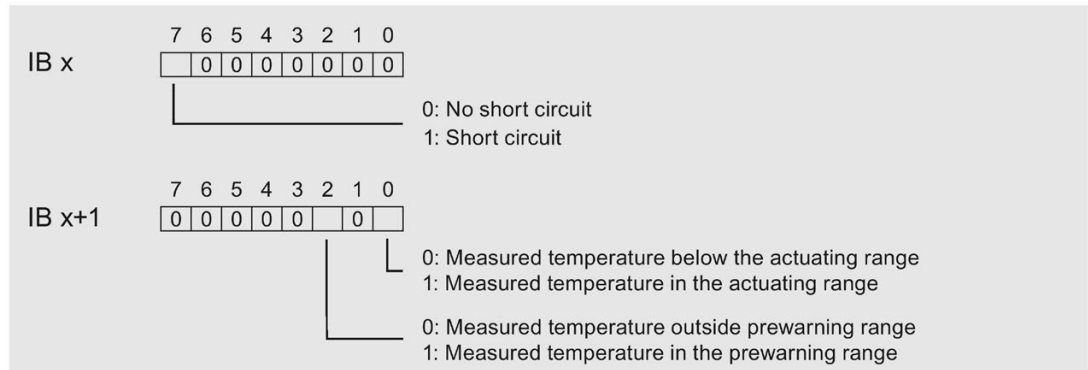 7 6 5 4 3 2 1 0
IB x 0 0 0 0 0 0 0
0: No short circuit
1: Short circuit
7 6 5 4 3 2 1 0
IB x+1 0 0 0 0 0 0
0: Measured temperature below the actuating range
1: Measured temperature in the actuating range
0: Measured temperature outside prewarning range
1: Measured temperature in the prewarning range